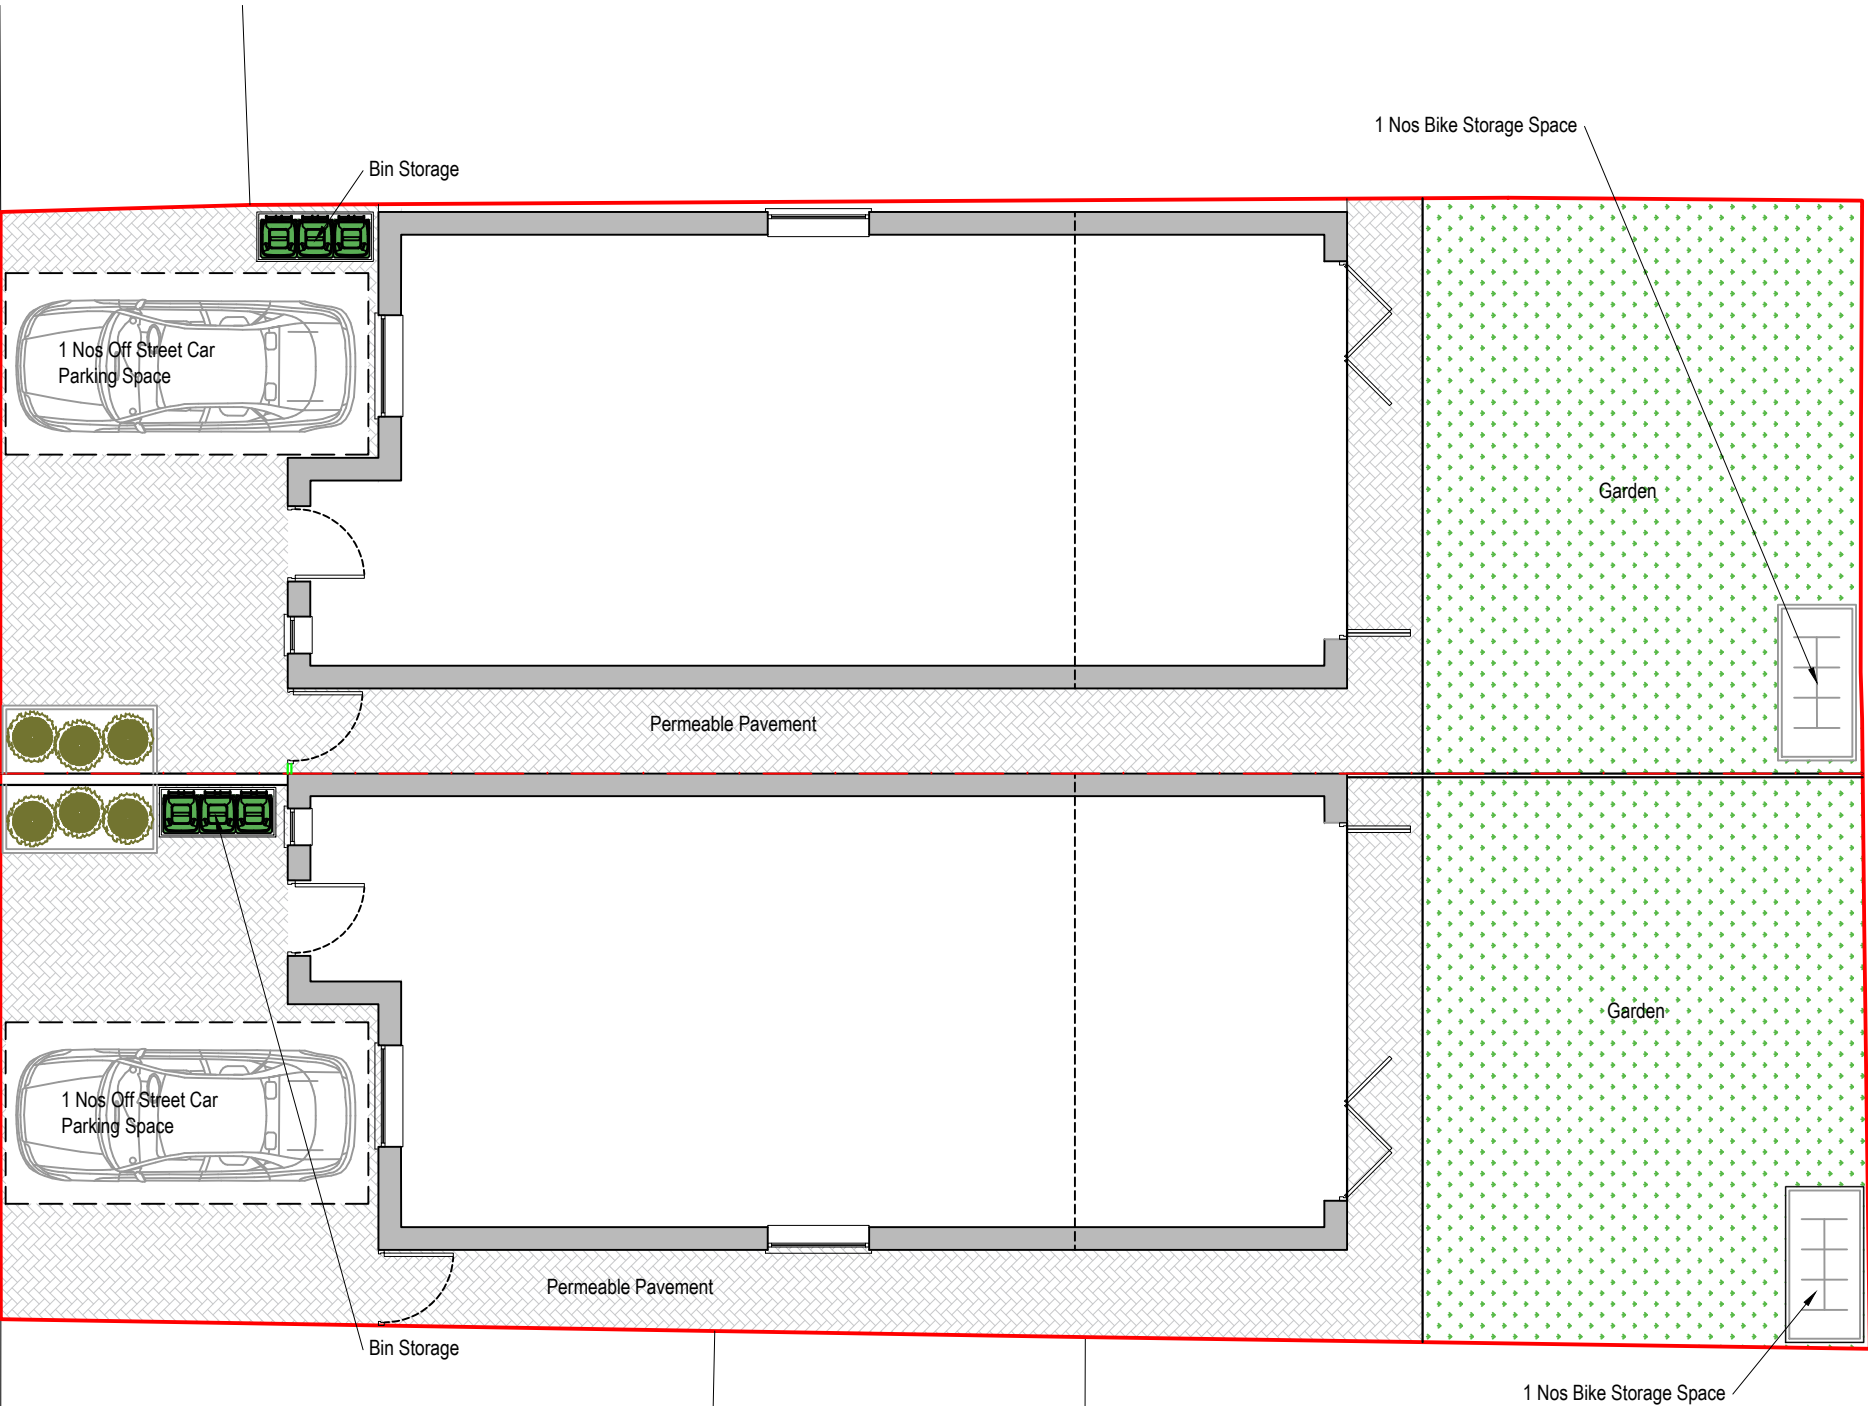 1 Nos Bike Storage Space
Bin Storage
1 Nos Off Street Car
Parking Space
Garden
Permeable Pavement
Garden
1 Nos Off Street Car
Parking Space
Permeable Pavement
Bin Storage
1 Nos Bike Storage Space